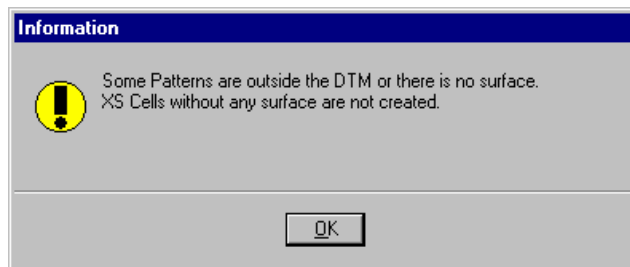 Information
Some Patterns are outside the DTM or there is no surface.
XS Cells without any surface are not created.
OK